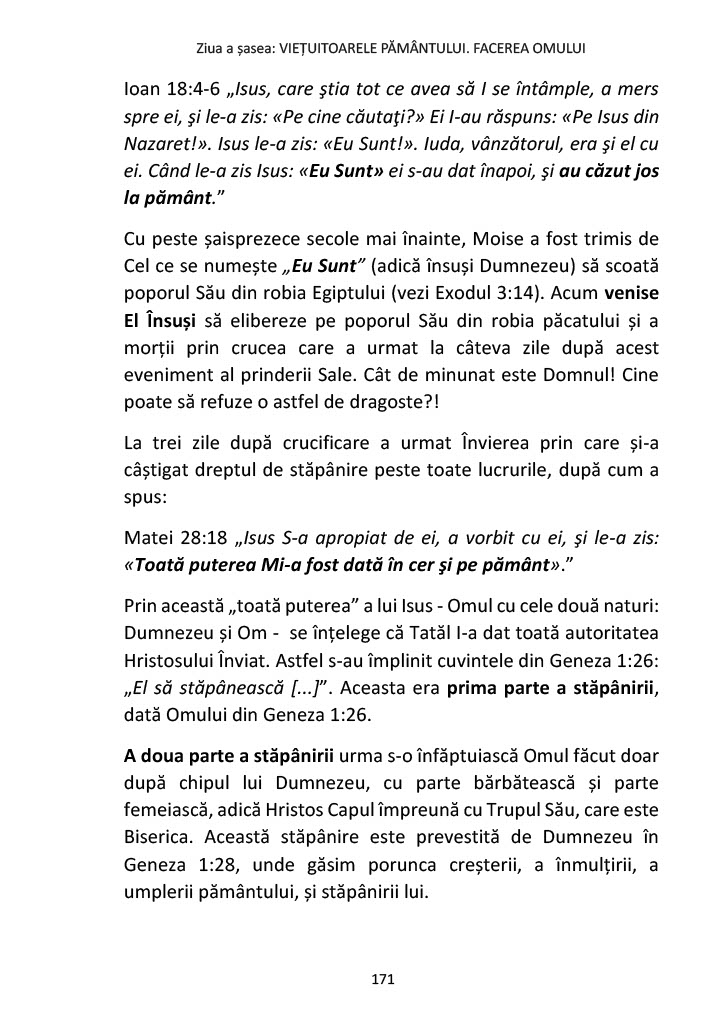 Ziua a șasea: VIEȚUITOARELE PĂMÂNTULUI. FACEREA OMULUI
Ioan 18:4-6 „Isus, care ştia tot ce avea să I se întâmple, a mers
spre ei, şi le-a zis: «Pe cine căutaţi?» Ei I-au răspuns: «Pe Isus din
Nazaret!». Isus le-a zis: «Eu Sunt!». Iuda, vânzătorul, era şi el cu
ei. Când le-a zis Isus: «Eu Sunt» ei s-au dat înapoi, şi au căzut jos
la pământ.”
Cu peste șaisprezece secole mai înainte, Moise a fost trimis de
Cel ce se numește „Eu Sunt” (adică însuși Dumnezeu) să scoată
poporul Său din robia Egiptului (vezi Exodul 3:14). Acum venise
El Însuși să elibereze pe poporul Său din robia păcatului și a
morții prin crucea care a urmat la câteva zile după acest
eveniment al prinderii Sale. Cât de minunat este Domnul! Cine
poate să refuze o astfel de dragoste?!
La trei zile după crucificare a urmat Învierea prin care și-a
câștigat dreptul de stăpânire peste toate lucrurile, după cum a
spus:
Matei 28:18 „Isus S-a apropiat de ei, a vorbit cu ei, şi le-a zis:
«Toată puterea Mi-a fost dată în cer şi pe pământ».”
Prin această „toată puterea” a lui Isus - Omul cu cele două naturi:
Dumnezeu și Om -  se înțelege că Tatăl I-a dat toată autoritatea
Hristosului Înviat. Astfel s-au împlinit cuvintele din Geneza 1:26:
„El să stăpânească [...]”. Aceasta era prima parte a stăpânirii,
dată Omului din Geneza 1:26.
A doua parte a stăpânirii urma s-o înfăptuiască Omul făcut doar
după chipul lui Dumnezeu, cu parte bărbătească și parte
femeiască, adică Hristos Capul împreună cu Trupul Său, care este
Biserica. Această stăpânire este prevestită de Dumnezeu în
Geneza 1:28, unde găsim porunca creșterii, a înmulțirii, a
umplerii pământului, și stăpânirii lui.
171